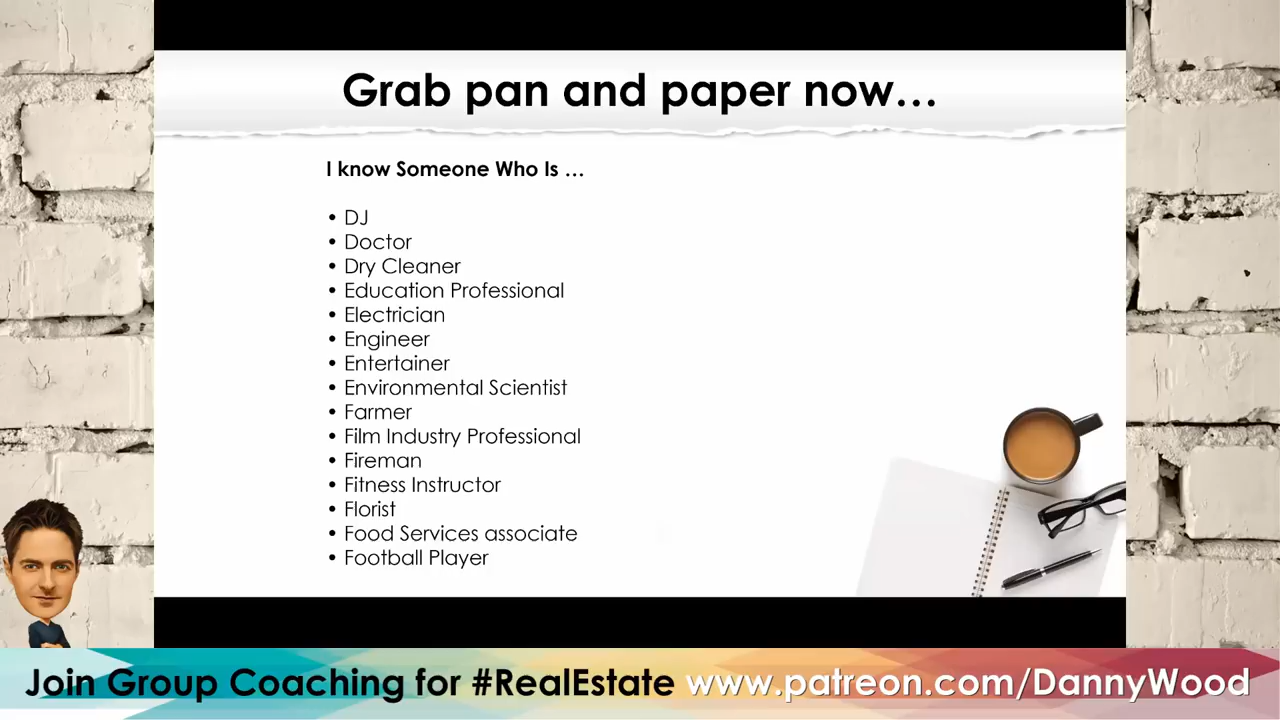 Grab pan and paper now...
I know Someone Who Is ...
• DJ
• Doctor
• Dry Cleaner
• Education Professional
• Electrician
• Engineer
• Entertainer
• Environmental Scientist
• Farmer
• Film Industry Professional
• Fireman
• Fitness Instructor
• Florist
• Food Services associate
• Football Player
Join Group Coaching for #RealEstate www.patreon.com/DannyWood